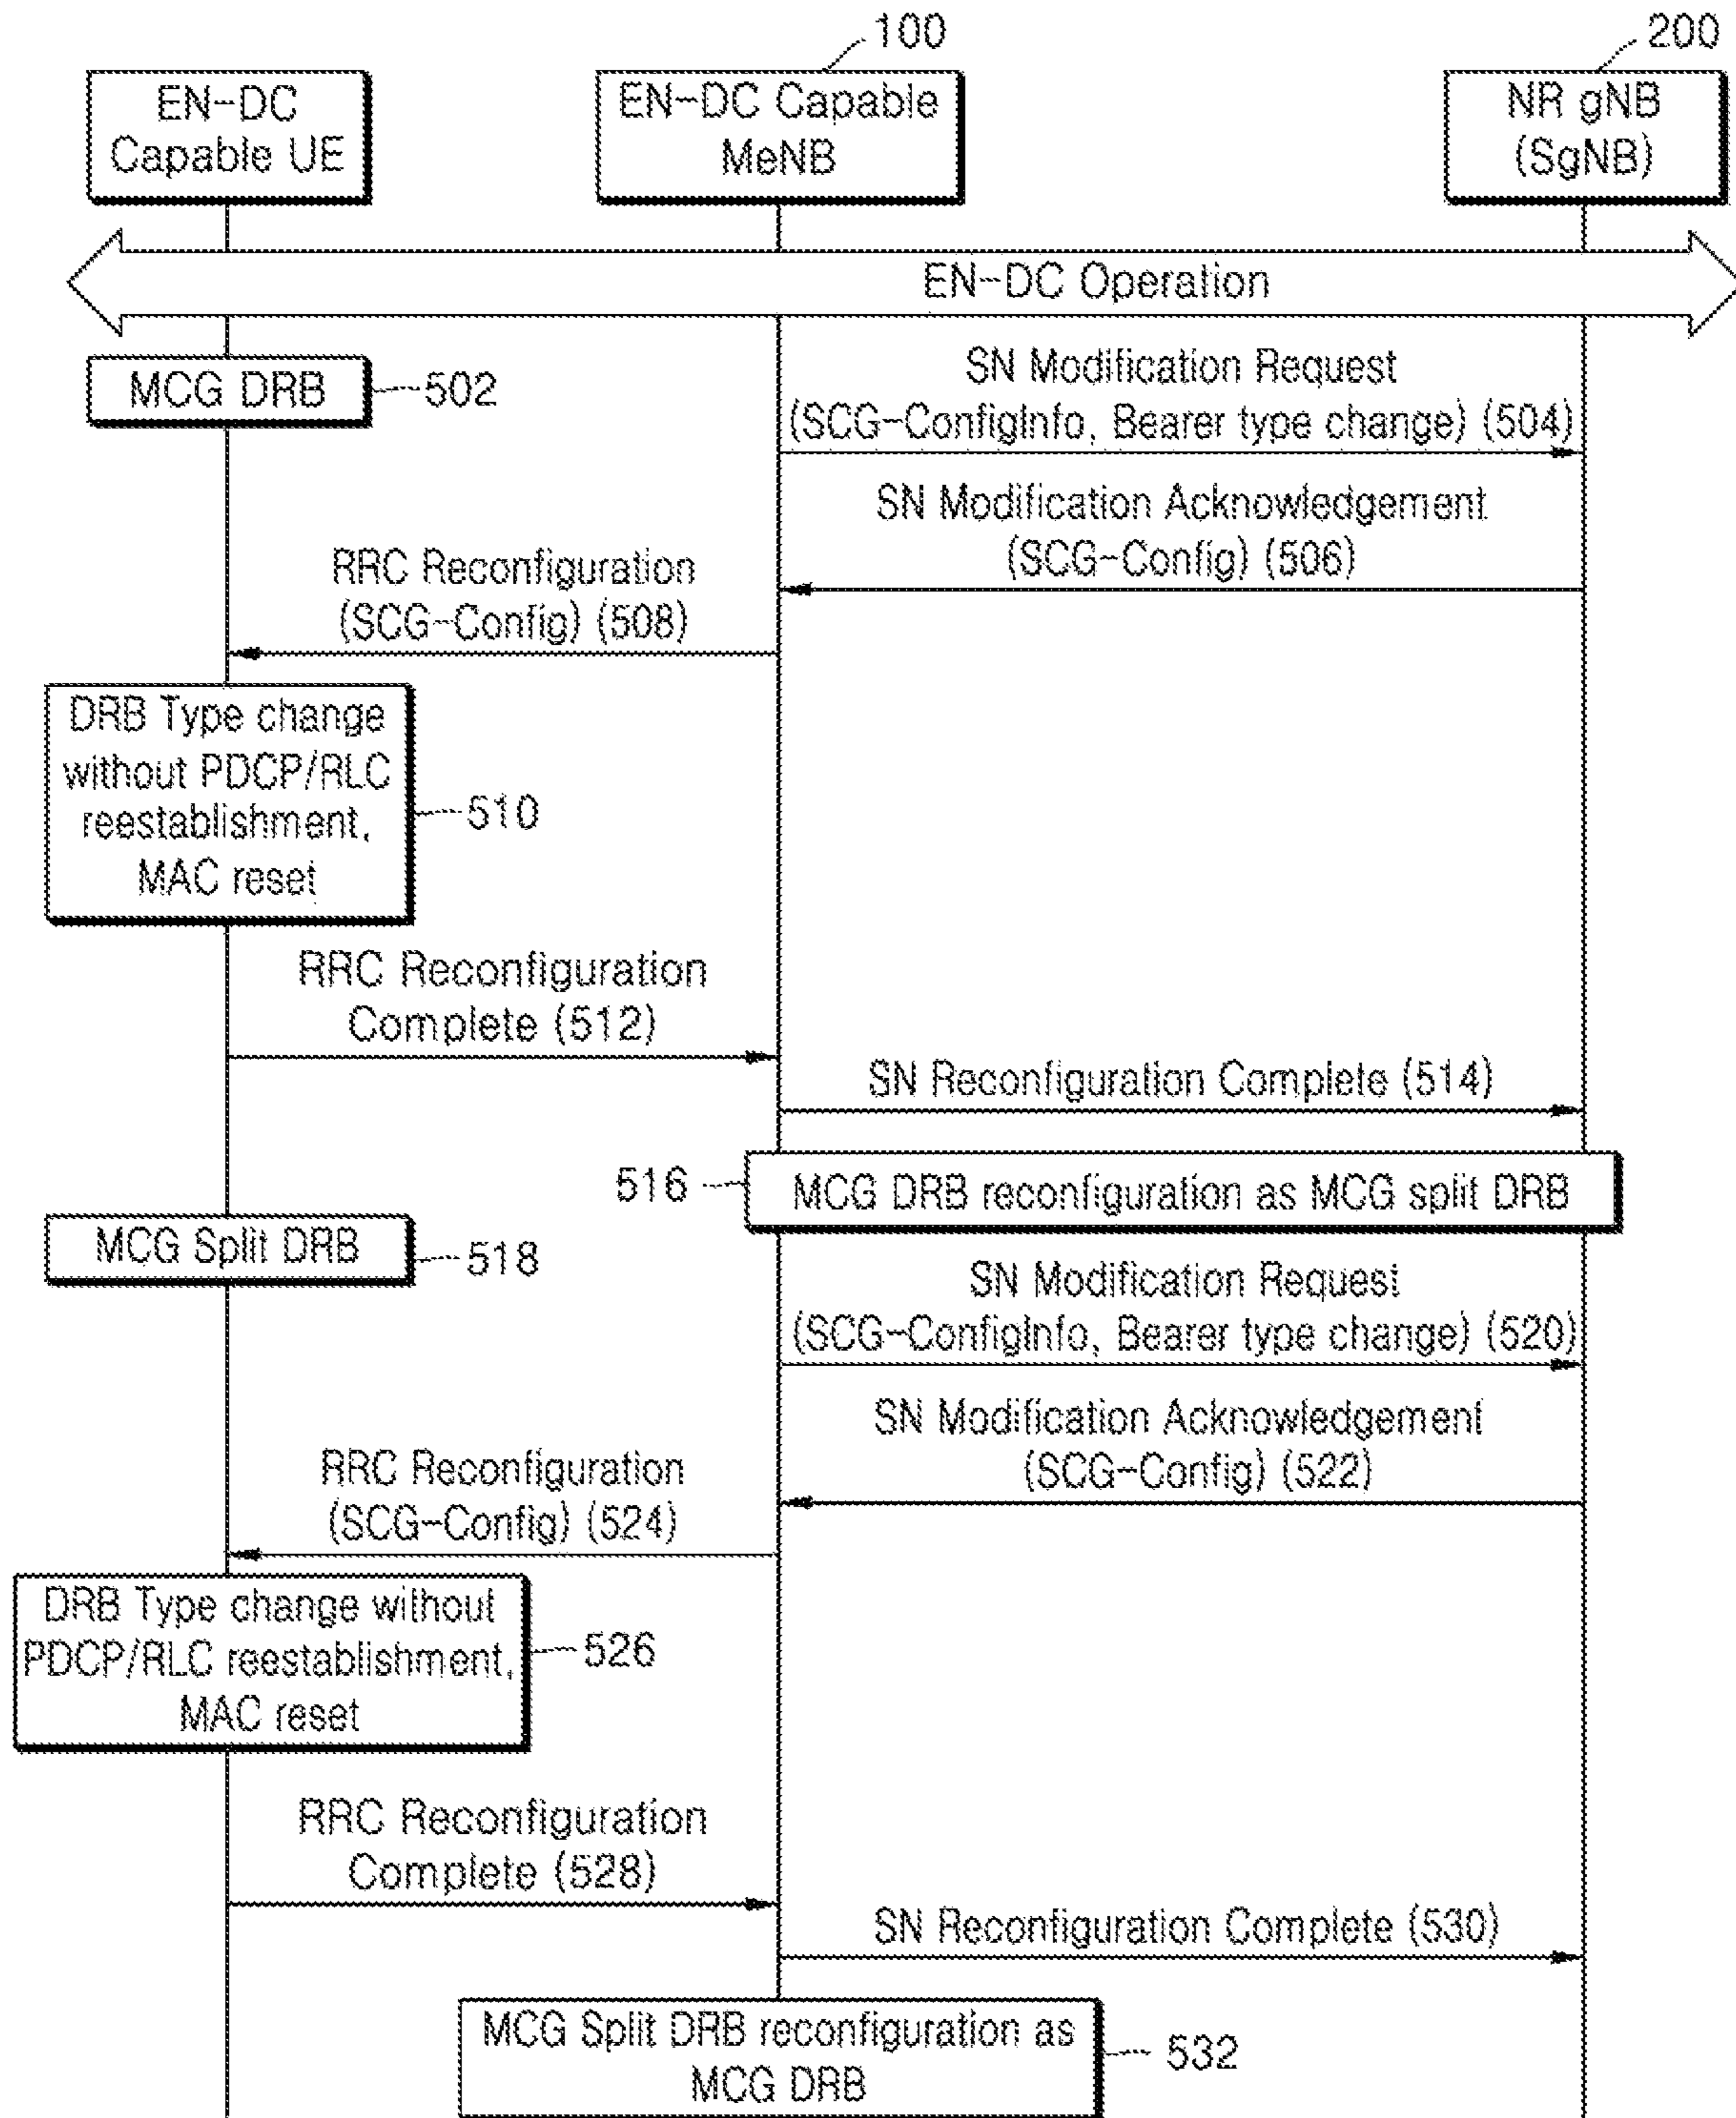 100
200
EN-DC
Capable UE
EN-DC Capable
MeNB
NR gNB
(SgNB)
EN-DC Operation
MCG DRB
502
SN Modification Request
(SCG-ConfigInfo, Bearer type change) (504)
SN Modification Acknowledgement
(SCG-Config) (506)
RRC Reconfiguration
(SCG-Config) (508)
DRB Type change
without PDCP/RLC
reestablishment,
MAC reset
510
RRC Reconfiguration
Complete (512)
SN Reconfiguration Complete (514)
516
MCG DRB reconfiguration as MCG split DRB
MCG Split DRB
518
SN Modification Request
(SCG-ConfigInfo, Bearer type change) (520)
SN Modification Acknowledgement
(SCG-Config) (522)
RRC Reconfiguration
(SCG-Config) (524)
DRB Type change without
PDCP/RLC reestablishment,
MAC reset
526
RRC Reconfiguration
Complete (528)
SN Reconfiguration Complete (530)
MCG Split DRB reconfiguration as
MCG DRB
532